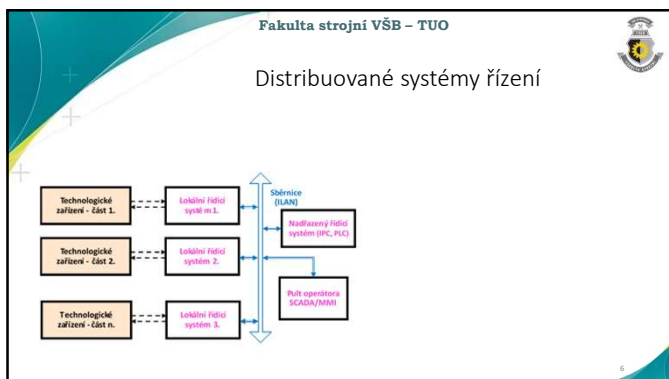 Fakulta strojní VŠB – TUO
Distribuované systémy řízení
Technologické
zařízení - část 1.
Lokální řídicí
systé m 1.
Sběrnice
(ILAN)
Nadřazený řídicí
systém (IPC, PLC)
Technologické
zařízení - část 2.
Lokální řídicí
systém 2.
Pult operátora
SCADA/MMI
Technologické
zařízení - část n.
Lokální řídicí
systém 3.
6